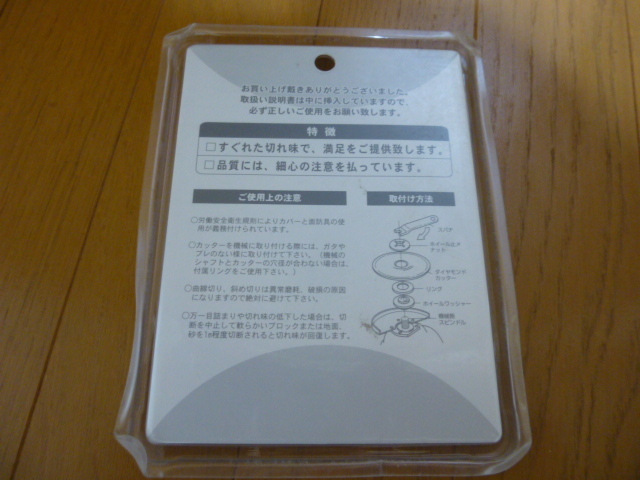 お買い上げ戴きありがとうございました。
取扱い説明書は中に挿入していますので、
必ず正しいご使用をお願い致します。
特 徴
□すぐれた切れ味で、満足をご提供致します。
□品質には、細心の注意を払っています。
ご使用上の注意
○労働安全衛生規則によりカバーと面防具の使
用が義務付けられています。
○カッターを機械に取り付ける際には、ガタや
ブレのない様に取付けて下さい。(機械の
シャフトとカッターの穴径が合わない場合は、
付属リングをご使用下さい。)
○曲線切り、斜め切りは異常磨耗、破損の原因
になりますので絶対に避けて下さい。
○万一目詰まりや切れ味の低下した場合は、切
断を中止して軟らかいブロックまたは地面、
砂を1m程度切断されると切れ味が回復します。
取付け方法
スパナ
ホイール止メ
ナット
ダイヤモンド
カッター
リング
ホイールワッシャー
機械側
スピンドル